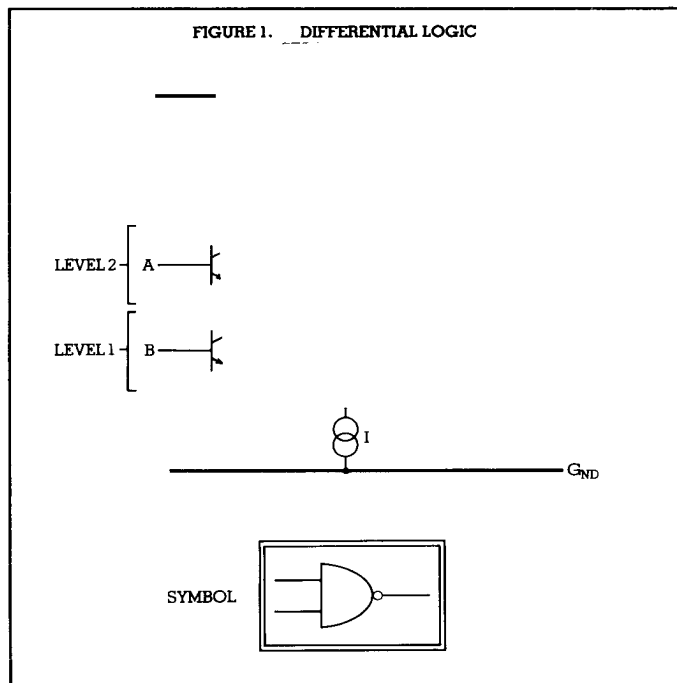 FIGURE 1. DIFFERENTIAL LOGIC
LEVEL 2 A
LEVEL 1 B
I
GND
SYMBOL